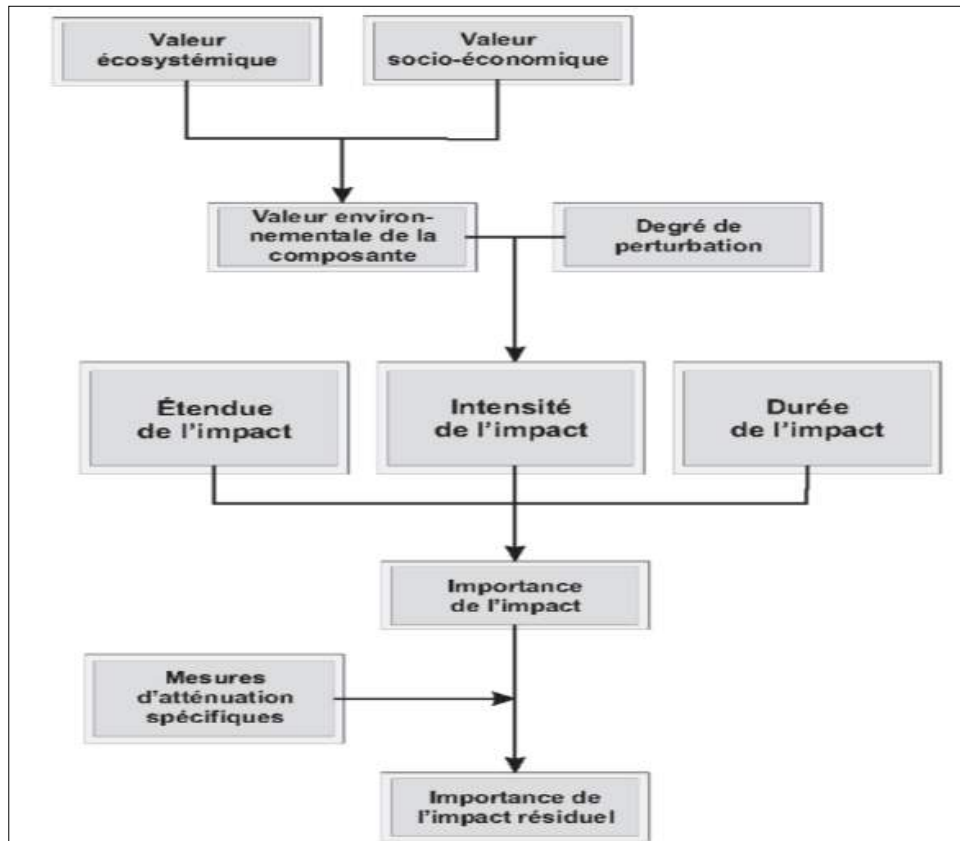 Valeur
écosystémique
Valeur
socio-économique
Valeur environ-
nementale de la
composante
Degré de
perturbation
Étendue
de l'impact
Intensité
de l'impact
Durée
de l'impact
Importance
de l'impact
Mesures
d'atténuation
spécifiques
Importance de
l'impact résiduel